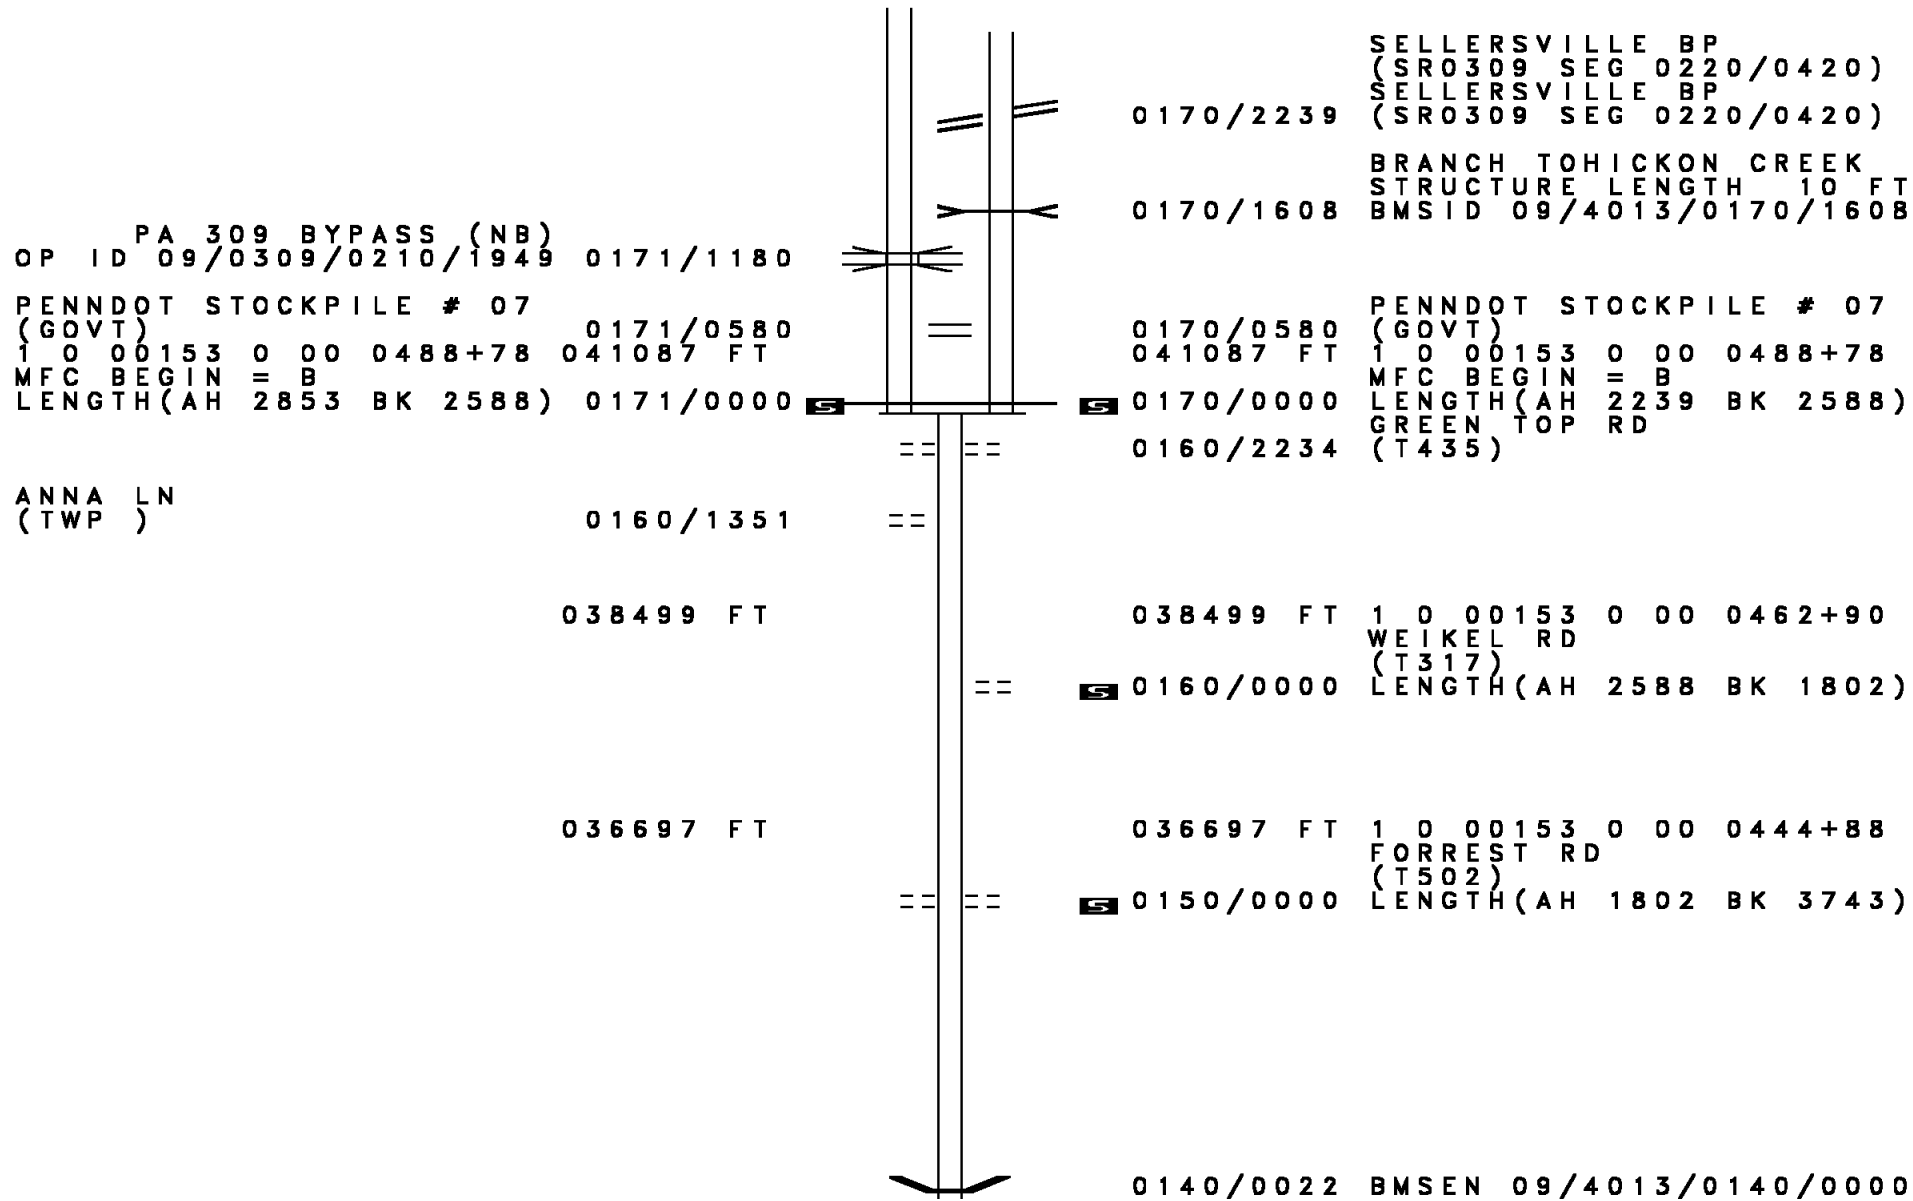 SELLERSVILLE BP
(SR0309 SEG 0220/0420)
SELLERSVILLE BP
0170/2239 (SR0309 SEG 0220/0420)
BRANCH TOHICKON CREEK
STRUCTURE LENGTH 10 FT
0170/1608 BMSID 09/4013/0170/1608
PA 309 BYPASS (NB)
OP ID 09/0309/0210/1949 0171/1180
PENNDOT STOCKPILE # 07
(GOVT) 0171/0580
1 0 00153 0 00 0488+78 041087 FT
MFC BEGIN = B
LENGTH(AH 2853 BK 2588) 0171/0000 S
PENNDOT STOCKPILE # 07
0170/0580 (GOVT)
041087 FT 1 0 00153 0 00 0488+78
MFC BEGIN = B
S 0170/0000 LENGTH(AH 2239 BK 2588)
GREEN TOP RD
0160/2234 (T435)
ANNA LN
(TWP ) 0160/1351
038499 FT 038499 FT 1 0 00153 0 00 0462+90
WEIKEL RD
(T317)
S 0160/0000 LENGTH(AH 2588 BK 1802)
036697 FT 036697 FT 1 0 00153 0 00 0444+88
FORREST RD
(T502)
S 0150/0000 LENGTH(AH 1802 BK 3743)
0140/0022 BMSEN 09/4013/0140/0000